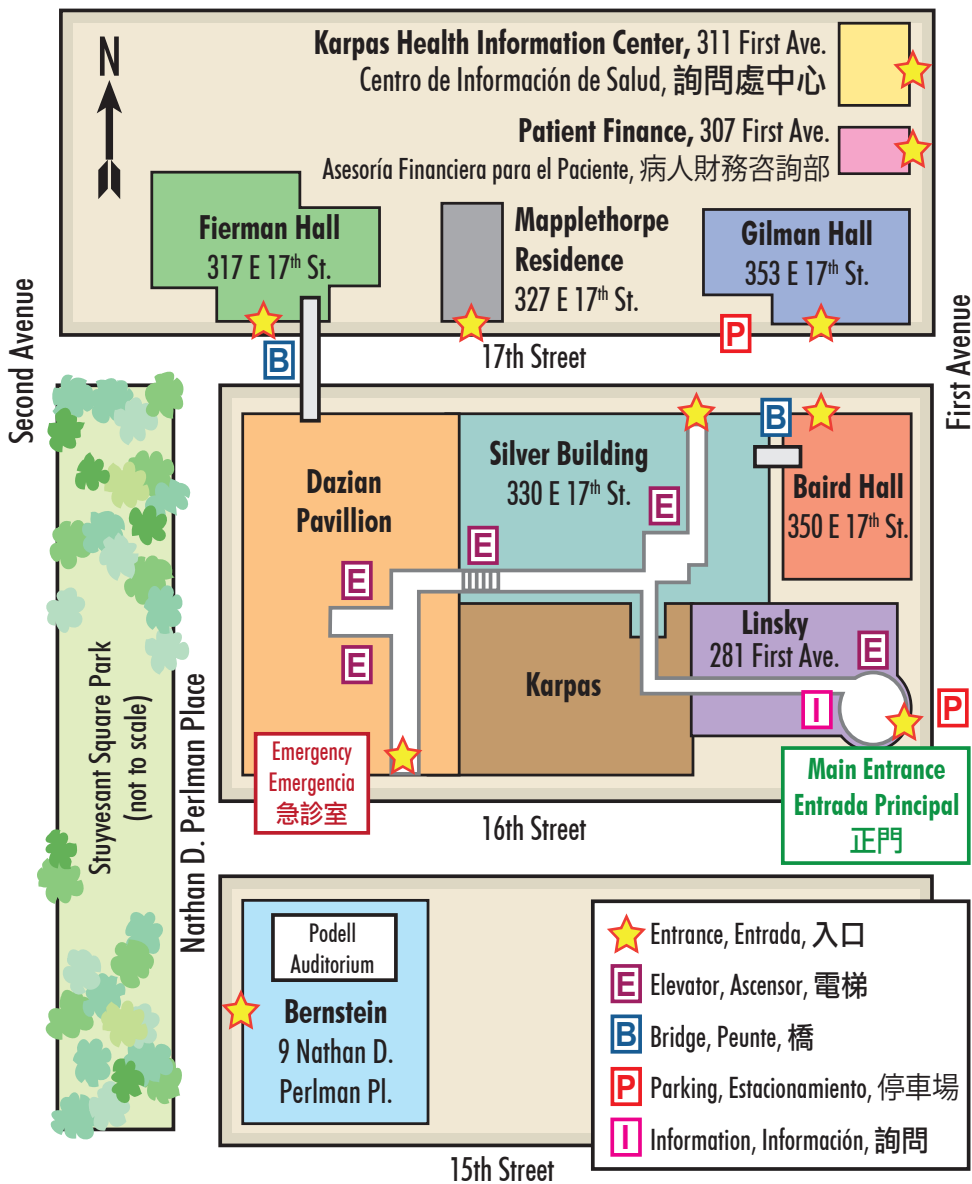 N
Karpas Health Information Center, 311 First Ave.
Centro de Información de Salud, 詢問處中心
Patient Finance, 307 First Ave.
Asesoría Financiera para el Paciente, 病人財務咨詢部
Fierman Hall
317 E 17th St.
Mapplethorpe
Residence
327 E 17th St.
Gilman Hall
353 E 17th St.
Second Avenue
First Avenue
B
17th Street
P
Dazian
Pavillion
Silver Building
330 E 17th St.
B
Baird Hall
350 E 17th St.
E
E
E
E
Linsky
281 First Ave.
E
Karpas
I
P
Stuyvesant Square Park
(not to scale)
Nathan D. Perlman Place
Emergency
Emergencia
急診室
Main Entrance
Entrada Principal
正門
16th Street
Podell
Auditorium
Bernstein
9 Nathan D.
Perlman Pl.
Entrance, Entrada, 入口
E Elevator, Ascensor, 電梯
B Bridge, Peunte, 橋
P Parking, Estacionamiento, 停車場
I Information, Información, 詢問
15th Street